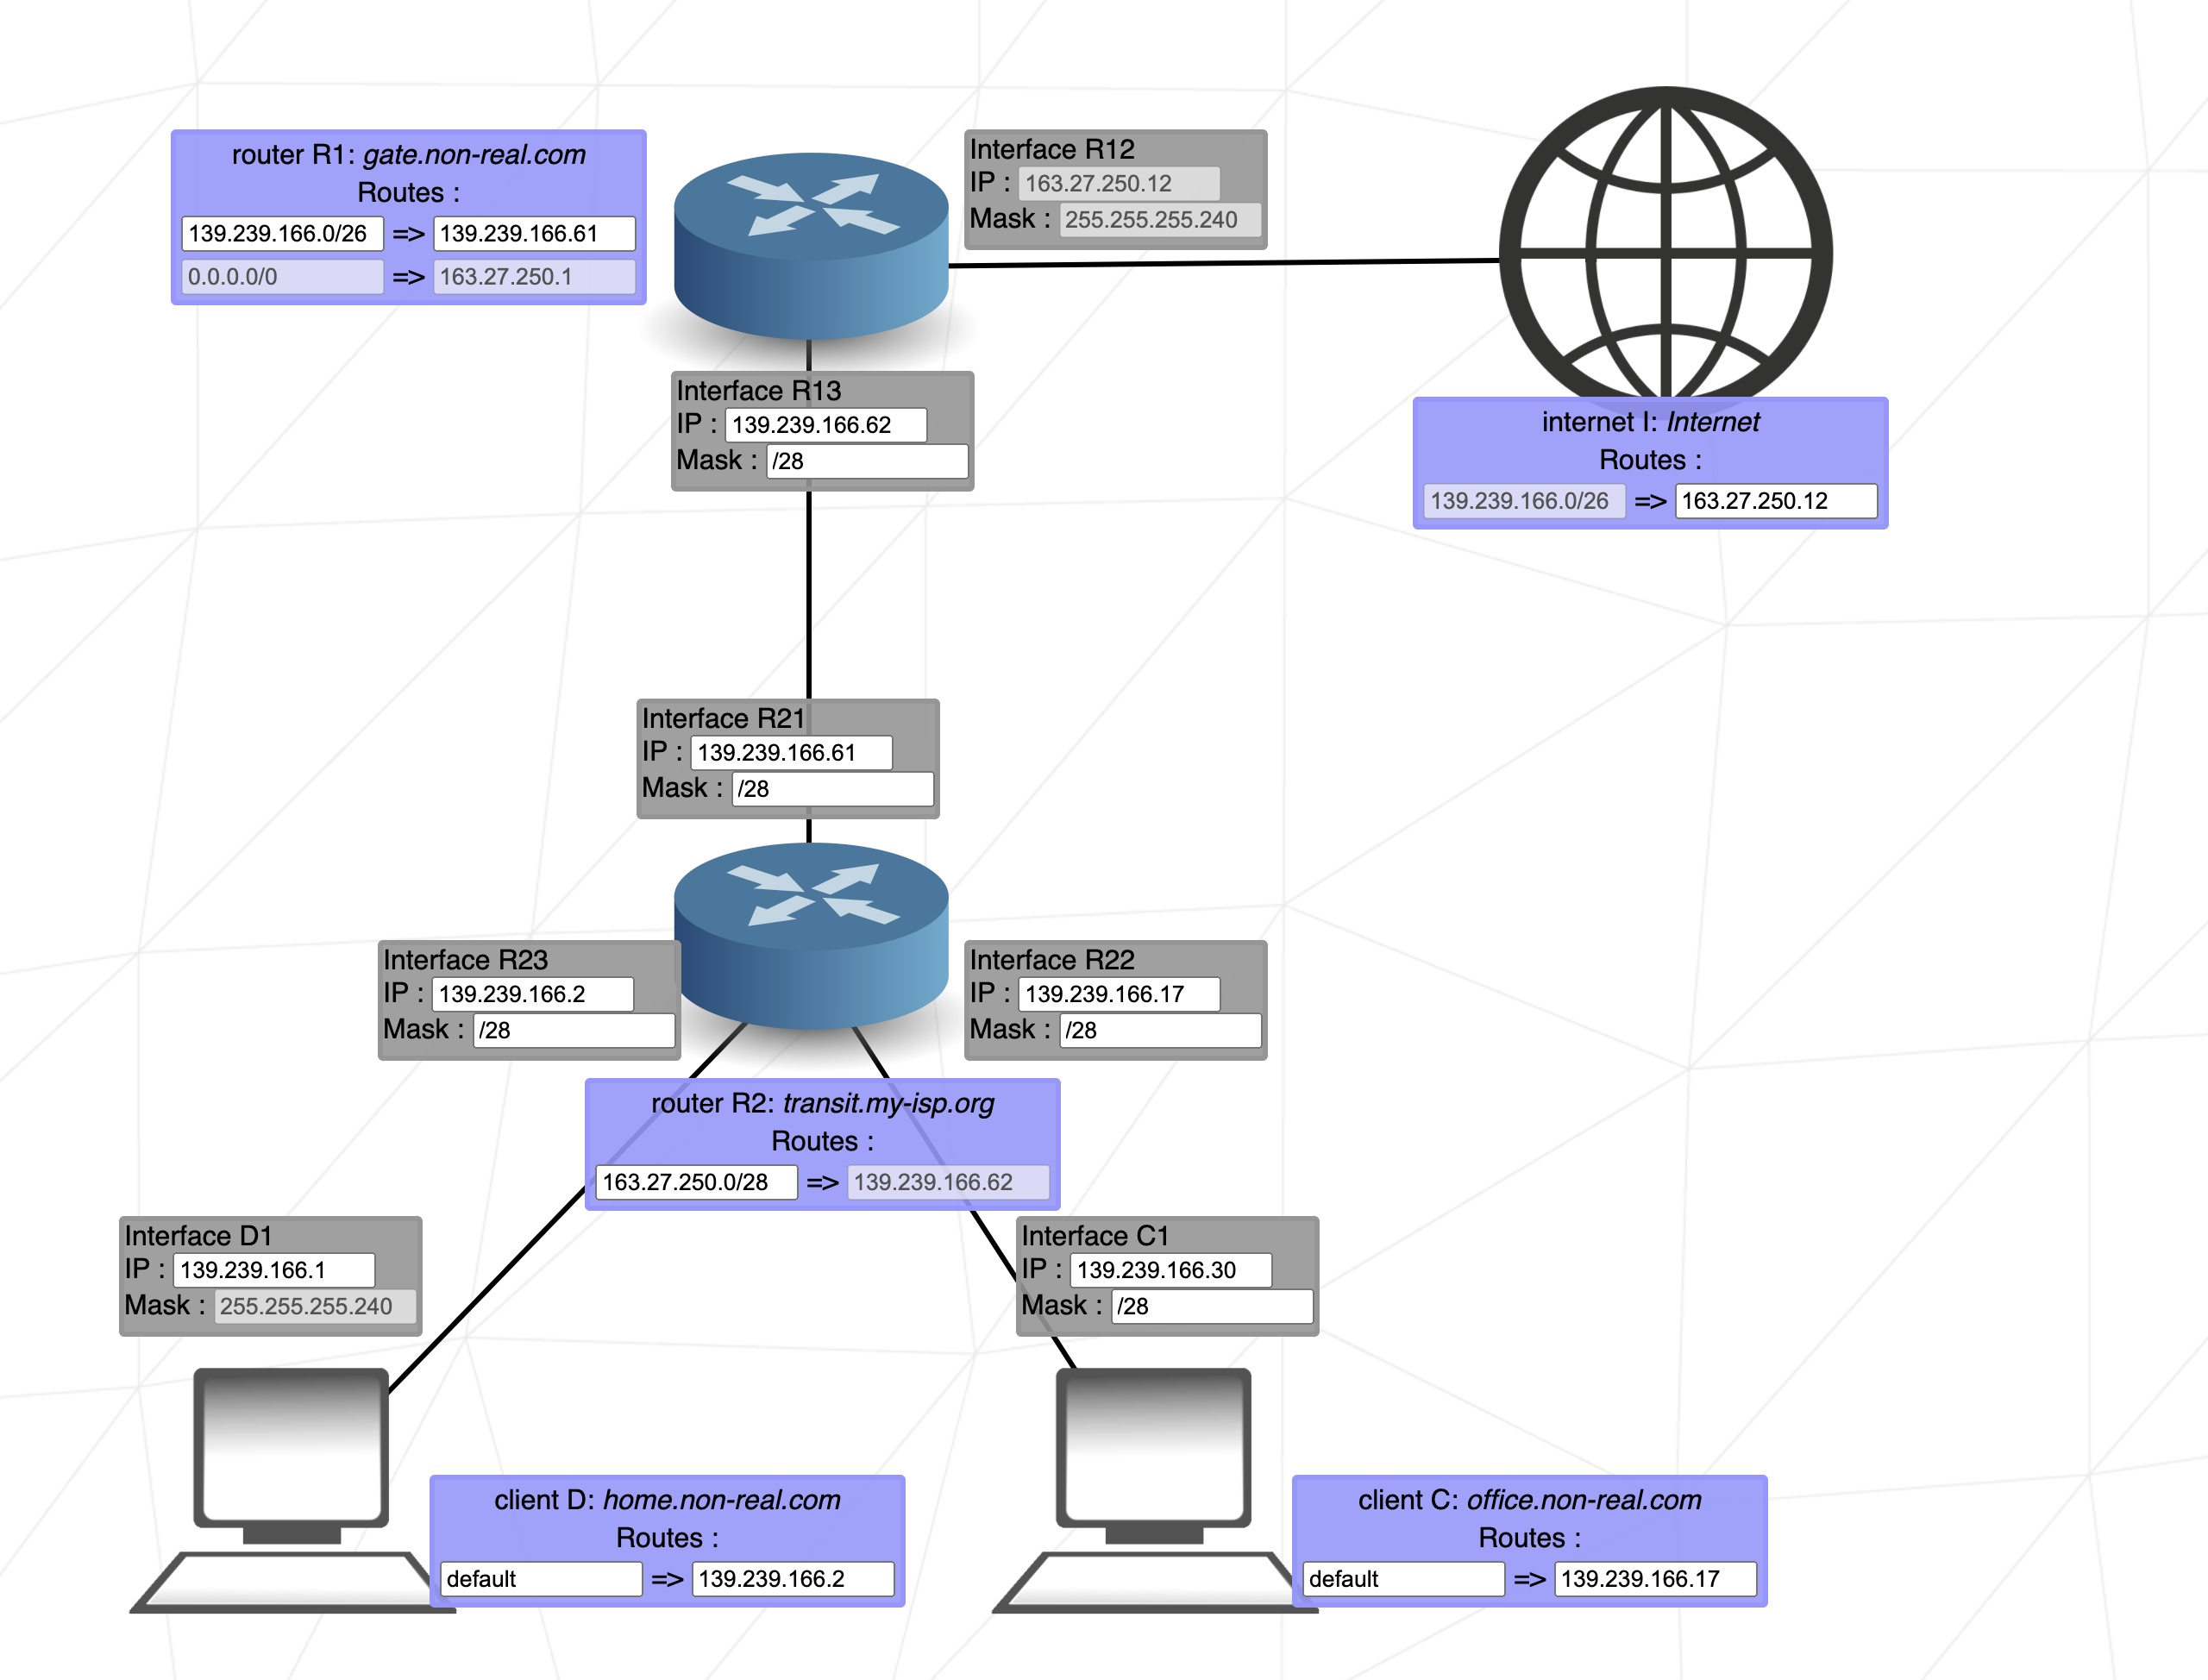 router R1: gate.non-real.com
Routes :
139.239.166.0/26 => 139.239.166.61
0.0.0.0/0 => 163.27.250.1
Interface R12
IP : 163.27.250.12
Mask : 255.255.255.240
Interface R13
IP : 139.239.166.62
Mask : /28
internet I: Internet
Routes :
139.239.166.0/26 => 163.27.250.12
Interface R21
IP : 139.239.166.61
Mask : /28
Interface R23
IP : 139.239.166.2
Mask : /28
Interface R22
IP : 139.239.166.17
Mask : /28
router R2: transit.my-isp.org
Routes :
163.27.250.0/28 => 139.239.166.62
Interface D1
IP : 139.239.166.1
Mask : 255.255.255.240
Interface C1
IP : 139.239.166.30
Mask : /28
client D: home.non-real.com
Routes :
default => 139.239.166.2
client C: office.non-real.com
Routes :
default => 139.239.166.17